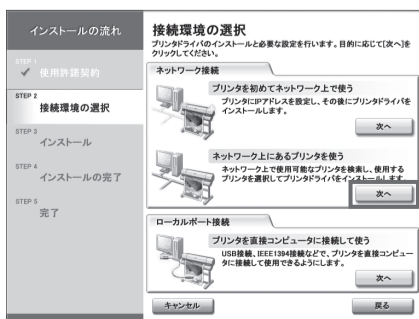 インストールの流れ
STEP 1
使用許諾契約
STEP 2
接続環境の選択
STEP 3
インストール
STEP 4
インストールの完了
STEP 5
完了
接続環境の選択
プリンタドライバのインストールと必要な設定を行います。目的に応じて[次へ]を
クリックしてください。
ネットワーク接続
プリンタを初めてネットワーク上で使う
プリンタにIPアドレスを設定し、その後にプリンタドライバを
インストールします。
次へ
ネットワーク上にあるプリンタを使う
ネットワーク上で使用可能なプリンタを検索し、使用する
プリンタを選択してプリンタドライバをインストールします。
次へ
ローカルポート接続
プリンタを直接コンピュータに接続して使う
USB接続、IEEE1394接続などで、プリンタを直接コンピュー
タに接続して使用できるようにします。
次へ
キャンセル
戻る